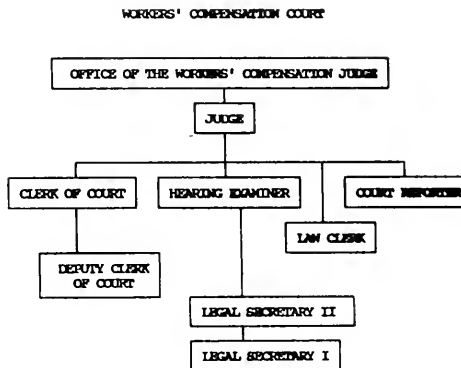 WORKERS' COMPENSATION COURT
OFFICE OF THE WORKERS' COMPENSATION JUDGE
JUDGE
CLERK OF COURT
HEARING EXAMINER
COURT REPORTER
LAW CLERK
DEPUTY CLERK
OF COURT
LEGAL SECRETARY II
LEGAL SECRETARY I